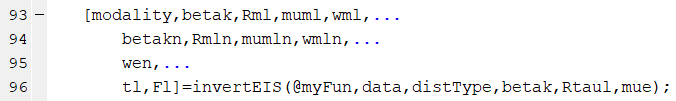 93 – [modality,betak,Rml,muml,wml,...
94 betakn,Rmln,mumln,wmln,...
95 wen,...
96 tl,Fl]=invertEIS(@myFun,data,distType,betak,Rtaul,mue);